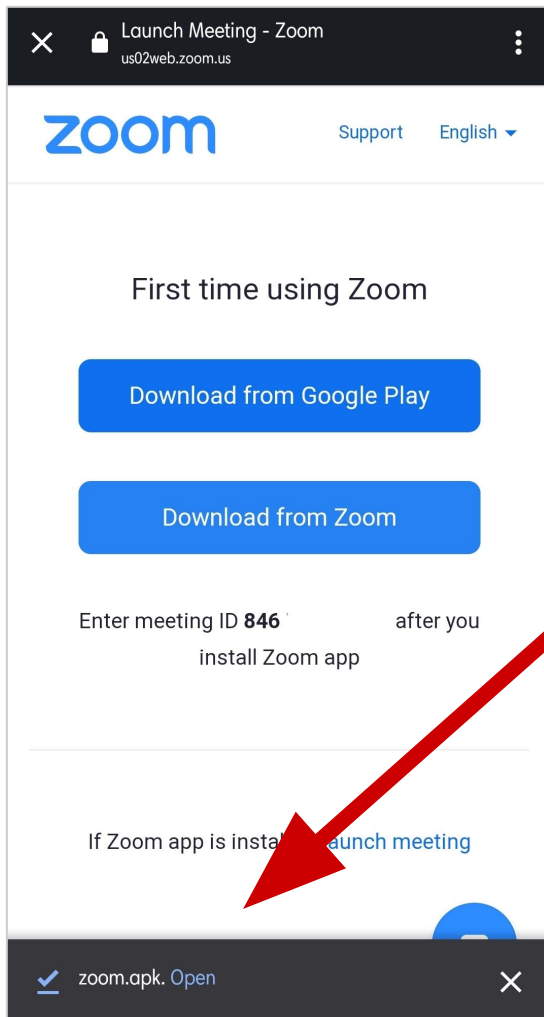 Launch Meeting - Zoom
us02web.zoom.us
zoom
Support English
First time using Zoom
Download from Google Play
Download from Zoom
Enter meeting ID 846 after you
install Zoom app
If Zoom app is aunch meeting
zoom.apk. Open